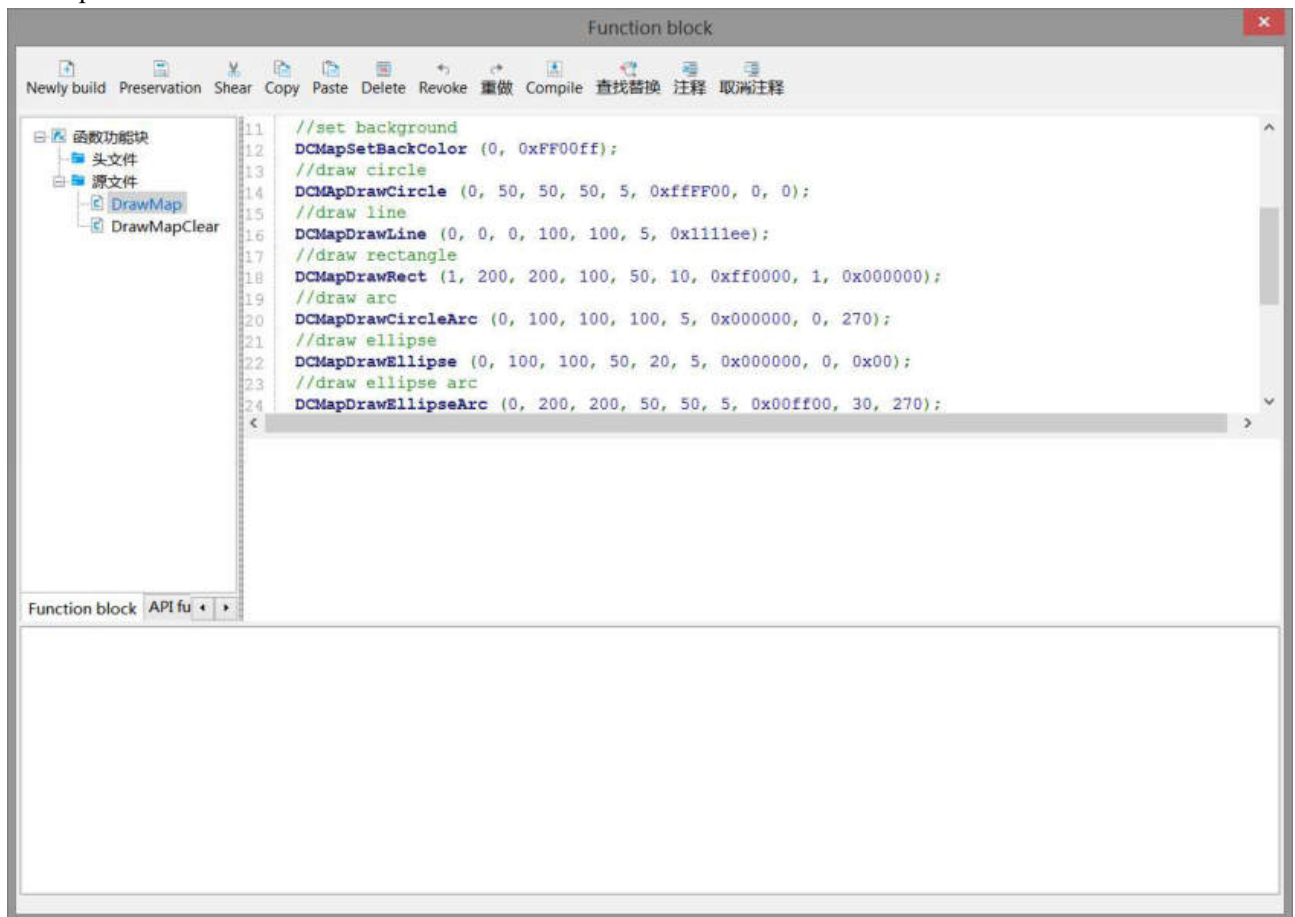 Function block
Newly build Preservation Shear Copy Paste Delete Revoke 重做 Compile 查找替换 注释 取消注释
函数功能块
头文件
源文件
DrawMap
DrawMapClear
11 //set background
12 DCMapSetBackColor (0, 0xFF00ff);
13 //draw circle
14 DCMApDrawCircle (0, 50, 50, 50, 5, 0xffFF00, 0, 0);
15 //draw line
16 DCMapDrawLine (0, 0, 0, 100, 100, 5, 0x1111ee);
17 //draw rectangle
18 DCMapDrawRect (1, 200, 200, 100, 50, 10, 0xff0000, 1, 0x000000);
19 //draw arc
20 DCMapDrawCircleArc (0, 100, 100, 100, 5, 0x000000, 0, 270);
21 //draw ellipse
22 DCMapDrawEllipse (0, 100, 100, 50, 20, 5, 0x000000, 0, 0x00);
23 //draw ellipse arc
24 DCMapDrawEllipseArc (0, 200, 200, 50, 50, 5, 0x00ff00, 30, 270);
Function block API fu